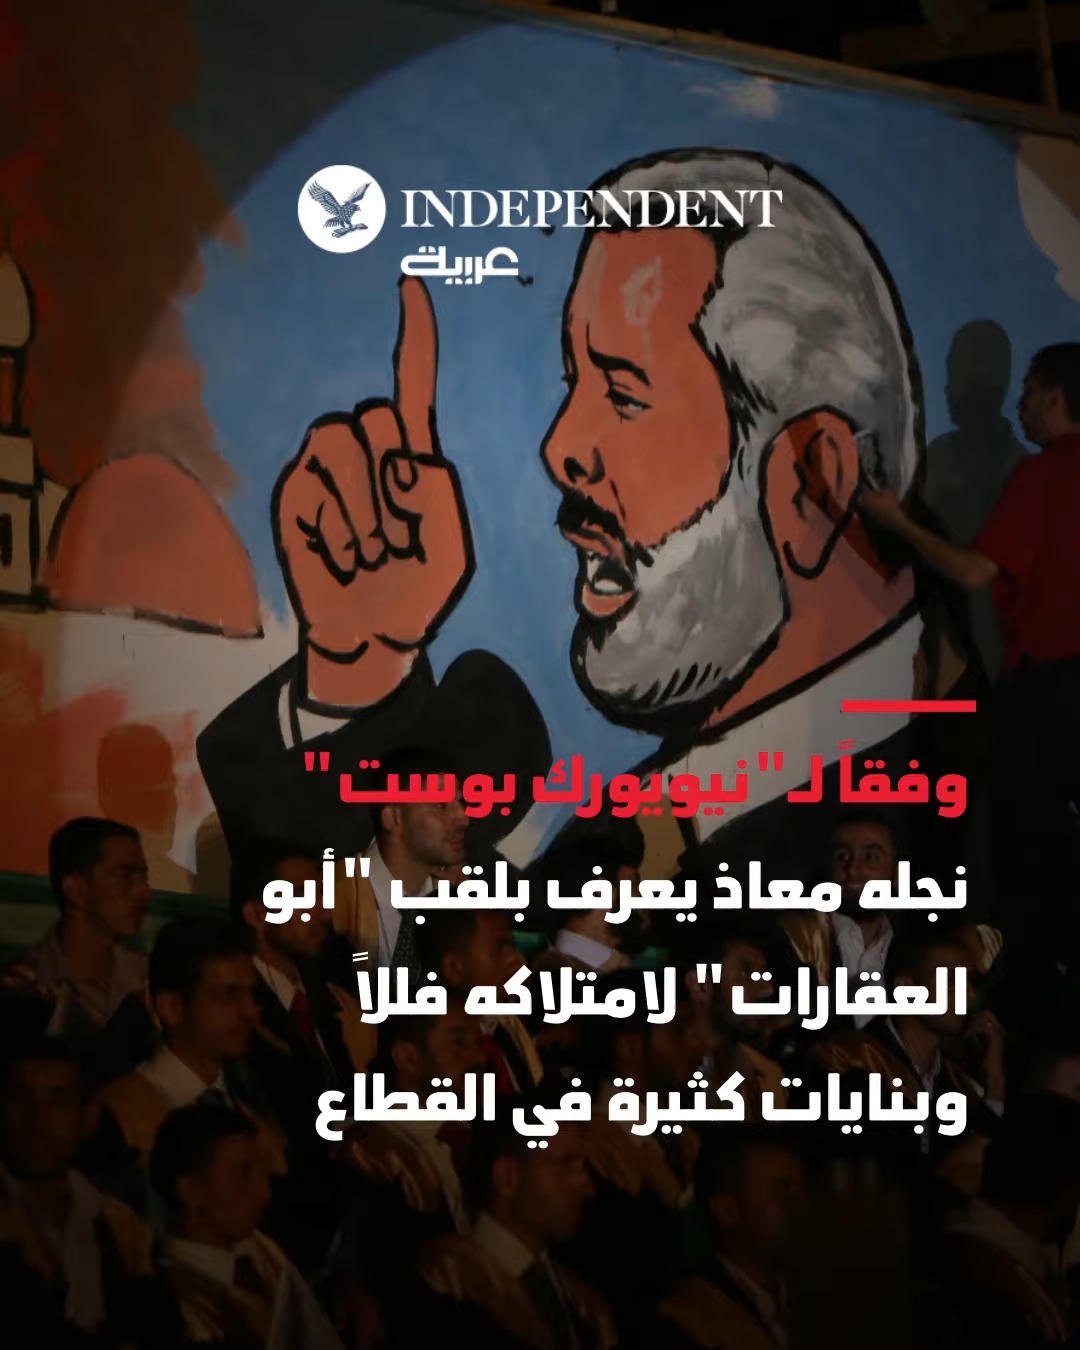 INDEPENDENT
عربية
وفقاً لـ "نيويورك بوست"
نجله معاذ يعرف بلقب "أبو
العقارات" لامتلاكه فللاً
وبنايات كثيرة في القطاع